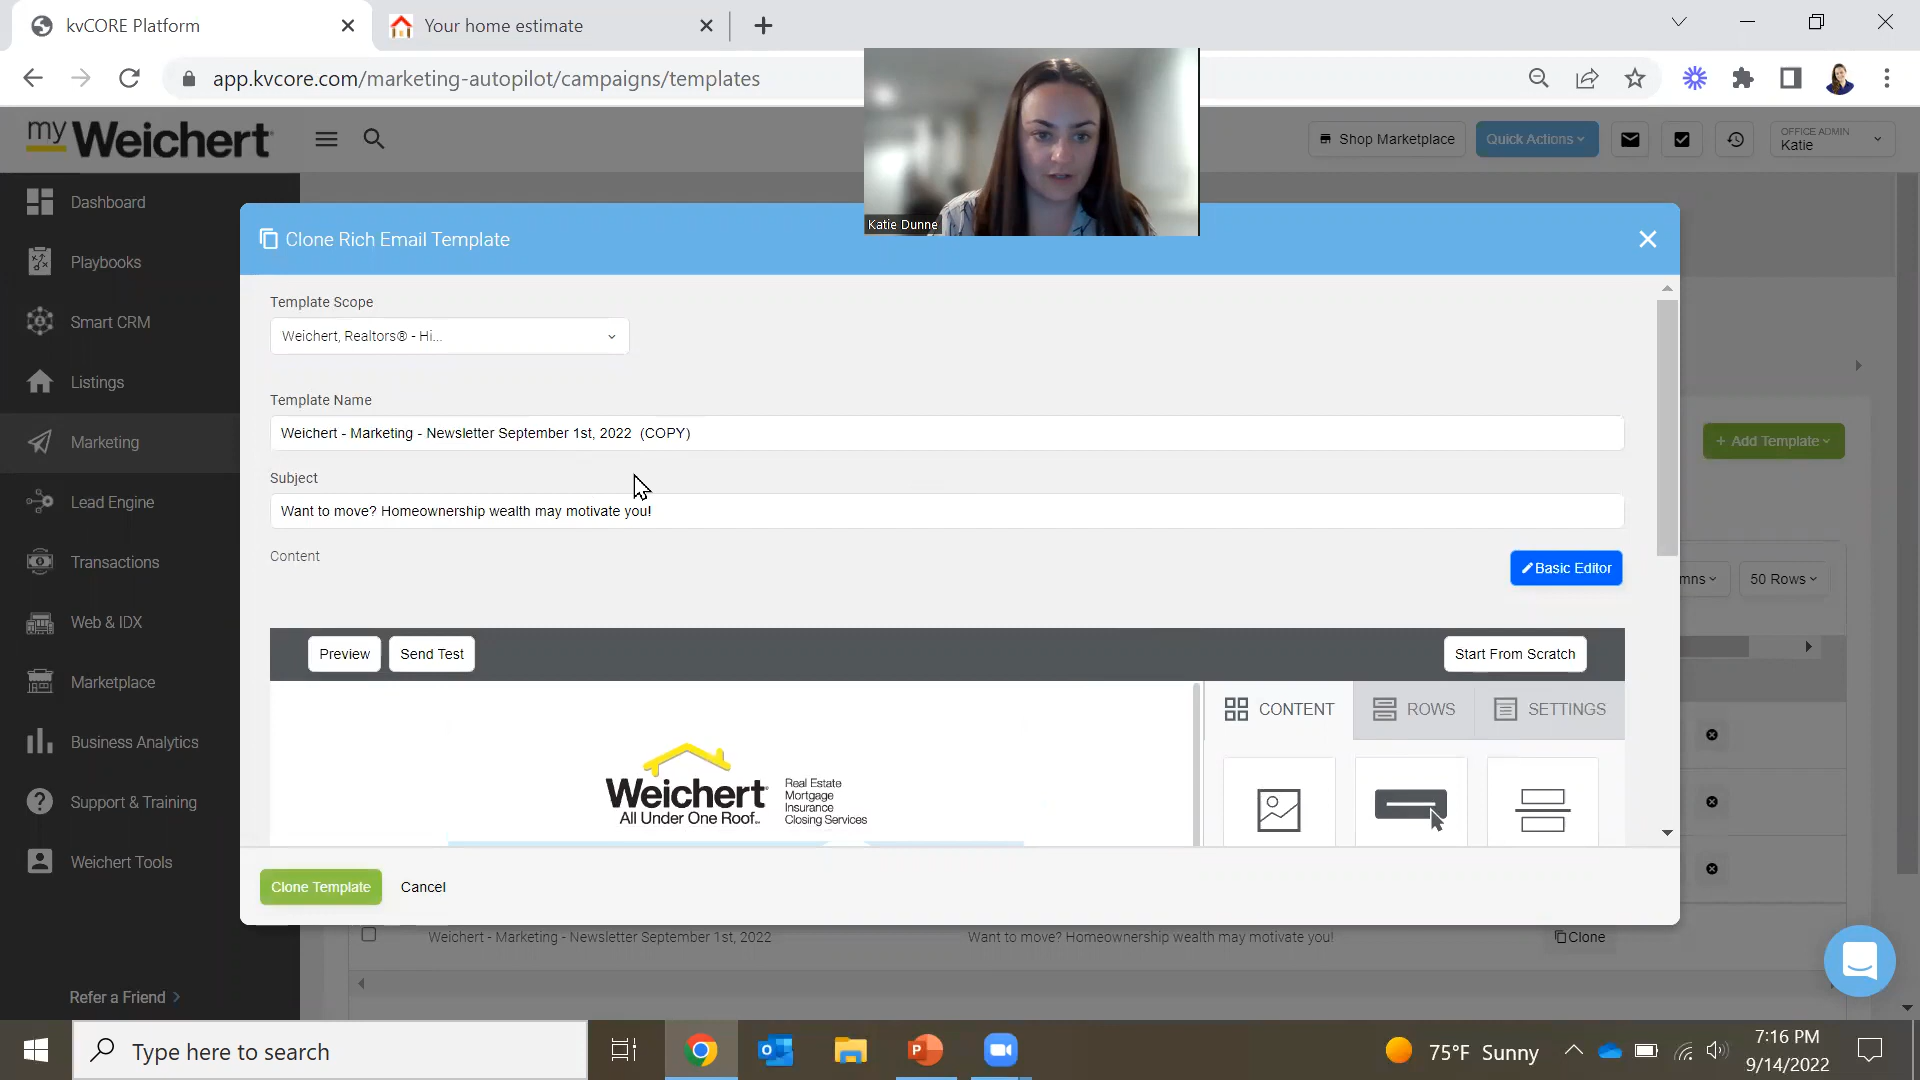 kvCORE Platform
Your home estimate
app.kvcore.com/marketing-autopilot/campaigns/templates
Katie Dunne
my Weichert
Shop Marketplace
Quick Actions
OFFICE ADMIN
Katie
Dashboard
Playbooks
Smart CRM
Listings
Marketing
Lead Engine
Transactions
Web & IDX
Marketplace
Business Analytics
Support & Training
Weichert Tools
Refer a Friend
Clone Rich Email Template
Template Scope
Weichert, Realtors® - Hi...
Template Name
Weichert - Marketing - Newsletter September 1st, 2022 (COPY)
Subject
Want to move? Homeownership wealth may motivate you!
Content
Basic Editor
+ Add Template
mns
50 Rows
Preview
Send Test
Start From Scratch
CONTENT
ROWS
SETTINGS
Weichert
All Under One Roof℠
Real Estate
Mortgage
Insurance
Closing Services
Clone Template
Cancel
Weichert - Marketing - Newsletter September 1st, 2022
Want to move? Homeownership wealth may motivate you!
Clone
Type here to search
75°F Sunny
7:16 PM
9/14/2022